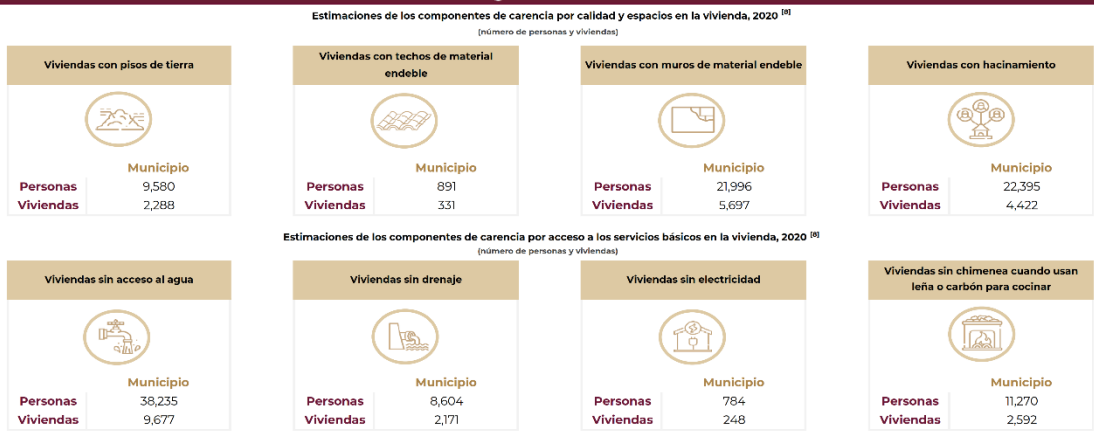 Estimaciones de los componentes de carencia por calidad y espacios en la vivienda, 2020 [8]
(número de personas y viviendas)
Viviendas con pisos de tierra
Municipio
Personas 9,580
Viviendas 2,288
Viviendas con techos de material
endeble
Municipio
Personas 891
Viviendas 331
Viviendas con muros de material endeble
Municipio
Personas 21,996
Viviendas 5,697
Viviendas con hacinamiento
Municipio
Personas 22,395
Viviendas 4,422
Estimaciones de los componentes de carencia por acceso a los servicios básicos en la vivienda, 2020 [8]
(número de personas y viviendas)
Viviendas sin acceso al agua
Municipio
Personas 38,235
Viviendas 9,677
Viviendas sin drenaje
Municipio
Personas 8,604
Viviendas 2,171
Viviendas sin electricidad
Municipio
Personas 784
Viviendas 248
Viviendas sin chimenea cuando usan
leña o carbón para cocinar
Municipio
Personas 11,270
Viviendas 2,592